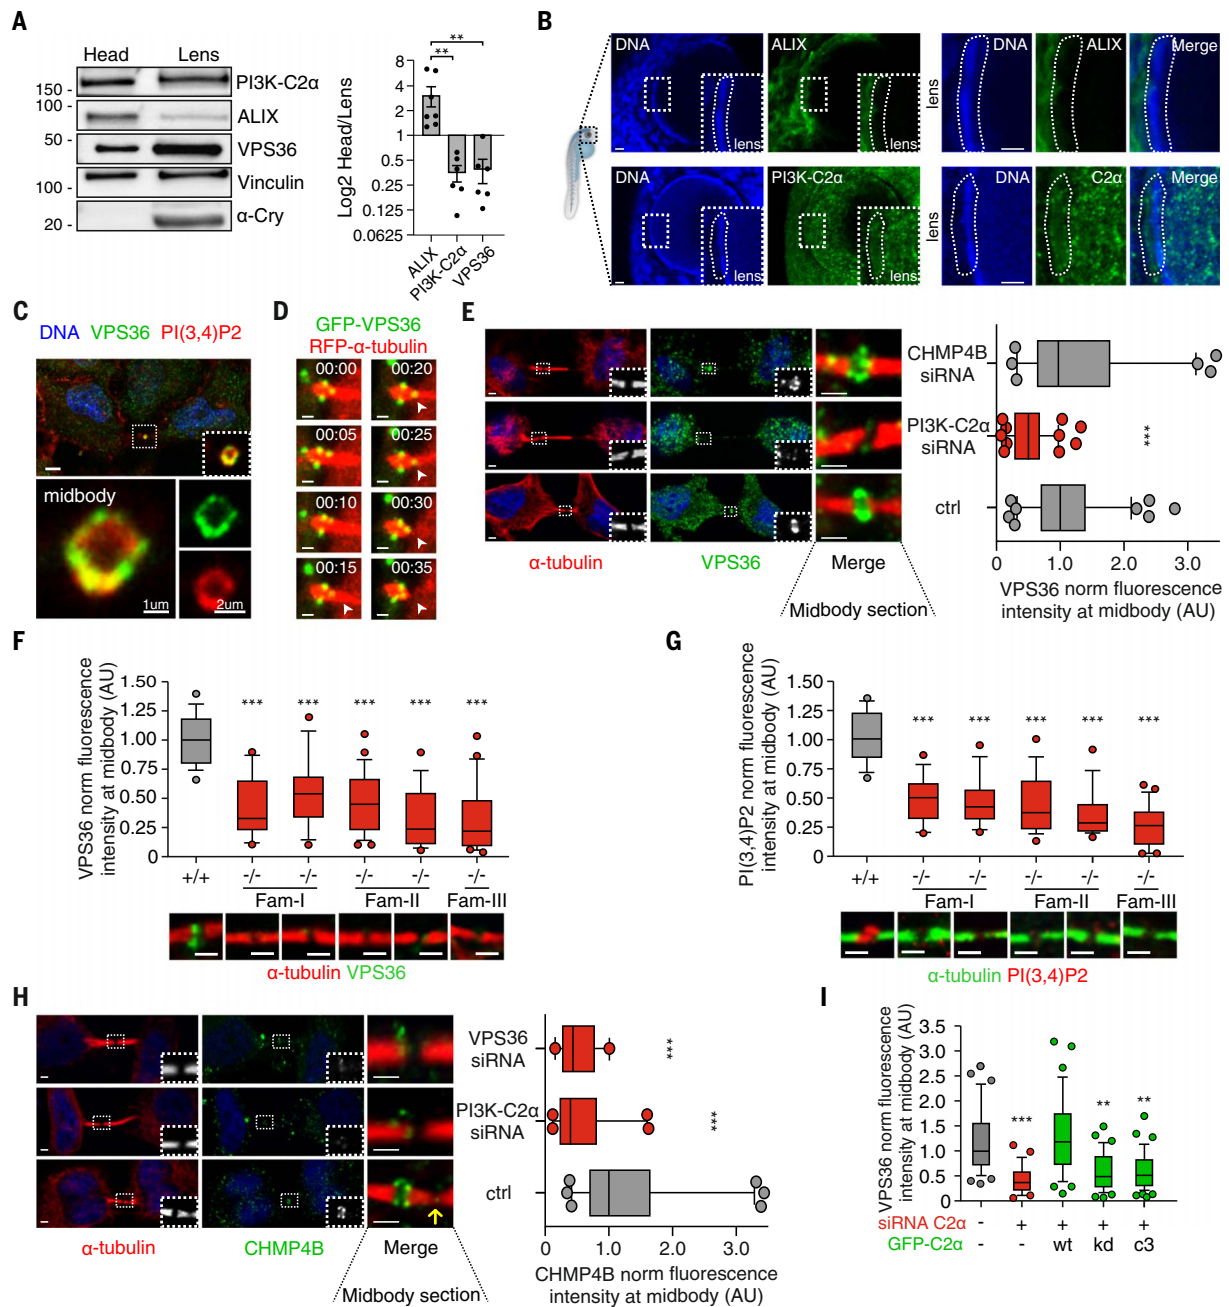 A
Head Lens
150 - PI3K-C2α
100 - ALIX
50 - VPS36
100 - Vinculin
20 - α-Cry
Log2 Head/Lens
8
4
2
1
0.5
0.25
0.125
0.0625
** **
ALIX
PI3K-C2α
VPS36
B
DNA ALIX DNA ALIX Merge
lens lens lens
DNA PI3K-C2α DNA C2α Merge
lens lens lens
C
DNA VPS36 PI(3,4)P2
midbody
1um 2um
D
GFP-VPS36
RFP-α-tubulin
00:00 00:20
00:05 00:25
00:10 00:30
00:15 00:35
E
α-tubulin VPS36 Merge
Midbody section
CHMP4B siRNA
PI3K-C2α siRNA
***
ctrl
0 1.0 2.0 3.0
VPS36 norm fluorescence
intensity at midbody (AU)
F
VPS36 norm fluorescence
intensity at midbody (AU)
1.50
1.25
1.00
0.75
0.50
0.25
0
*** *** *** *** ***
+/+ -/- -/- -/- -/- -/-
Fam-I Fam-II Fam-III
α-tubulin VPS36
G
PI(3,4)P2 norm fluorescence
intensity at midbody (AU)
1.50
1.25
1.00
0.75
0.50
0.25
0
*** *** *** *** ***
+/+ -/- -/- -/- -/- -/-
Fam-I Fam-II Fam-III
α-tubulin PI(3,4)P2
H
α-tubulin CHMP4B Merge
Midbody section
VPS36 siRNA
***
PI3K-C2α siRNA
***
ctrl
0 1.0 2.0 3.0
CHMP4B norm fluorescence
intensity at midbody (AU)
I
VPS36 norm fluorescence
intensity at midbody (AU)
3.5
3.0
2.5
2.0
1.5
1.0
0.5
0
*** ** **
siRNA C2α - + + + +
GFP-C2α - - wt kd c3